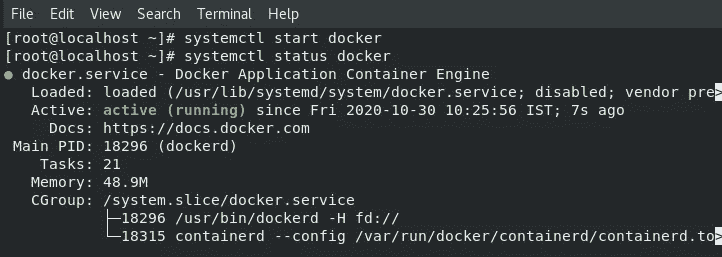 File Edit View Search Terminal Help
[root@localhost ~]# systemctl start docker
[root@localhost ~]# systemctl status docker
● docker.service - Docker Application Container Engine
   Loaded: loaded (/usr/lib/systemd/system/docker.service; disabled; vendor pre>
   Active: active (running) since Fri 2020-10-30 10:25:56 IST; 7s ago
     Docs: https://docs.docker.com
 Main PID: 18296 (dockerd)
    Tasks: 21
   Memory: 48.9M
   CGroup: /system.slice/docker.service
           ├─18296 /usr/bin/dockerd -H fd://
           └─18315 containerd --config /var/run/docker/containerd/containerd.to>